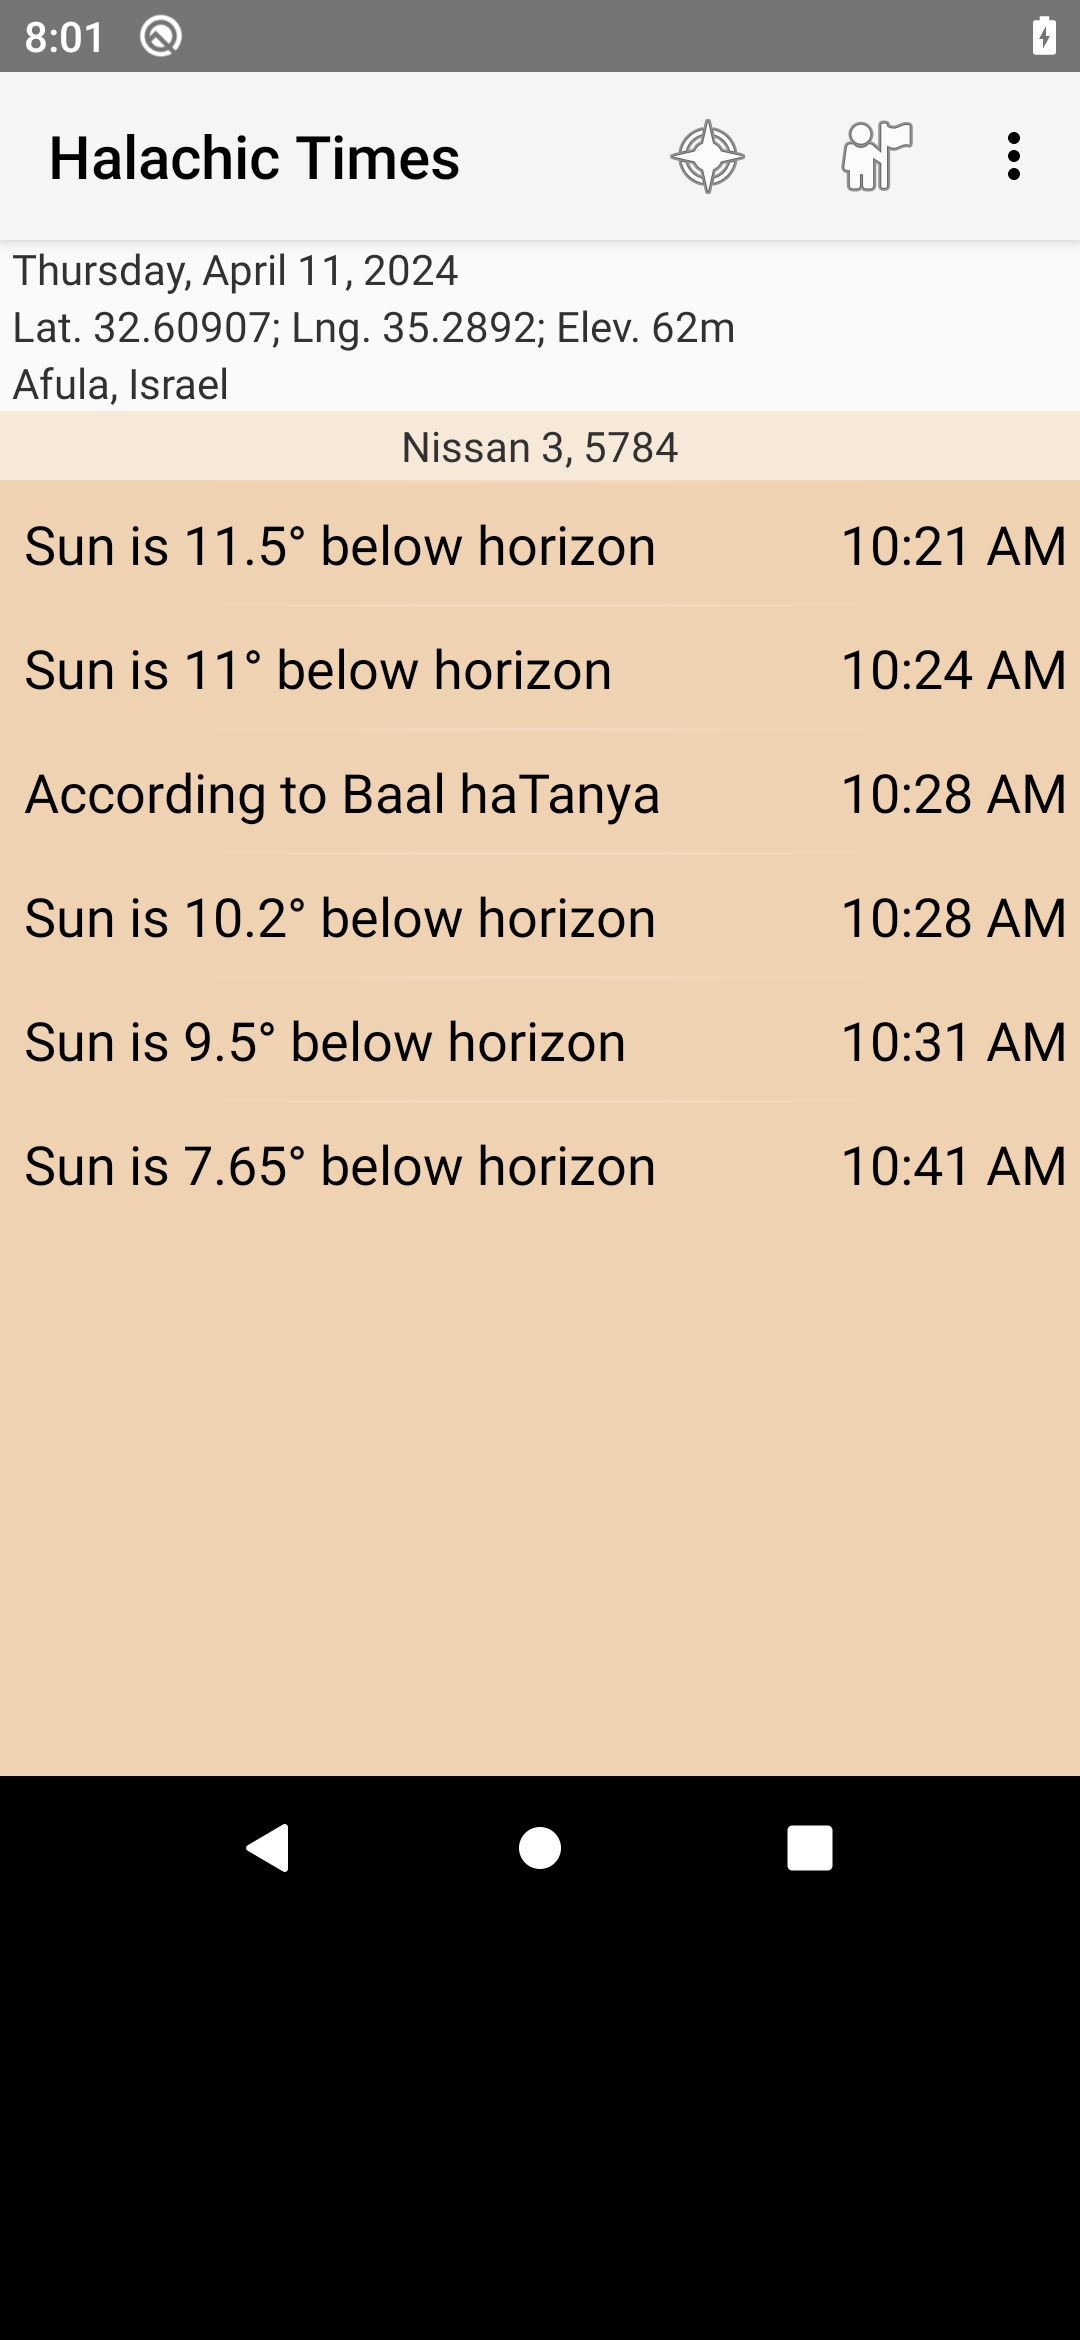 8:01
Halachic Times
Thursday, April 11, 2024
Lat. 32.60907; Lng. 35.2892; Elev. 62m
Afula, Israel
Nissan 3, 5784
Sun is 11.5° below horizon 10:21 AM
Sun is 11° below horizon 10:24 AM
According to Baal haTanya 10:28 AM
Sun is 10.2° below horizon 10:28 AM
Sun is 9.5° below horizon 10:31 AM
Sun is 7.65° below horizon 10:41 AM